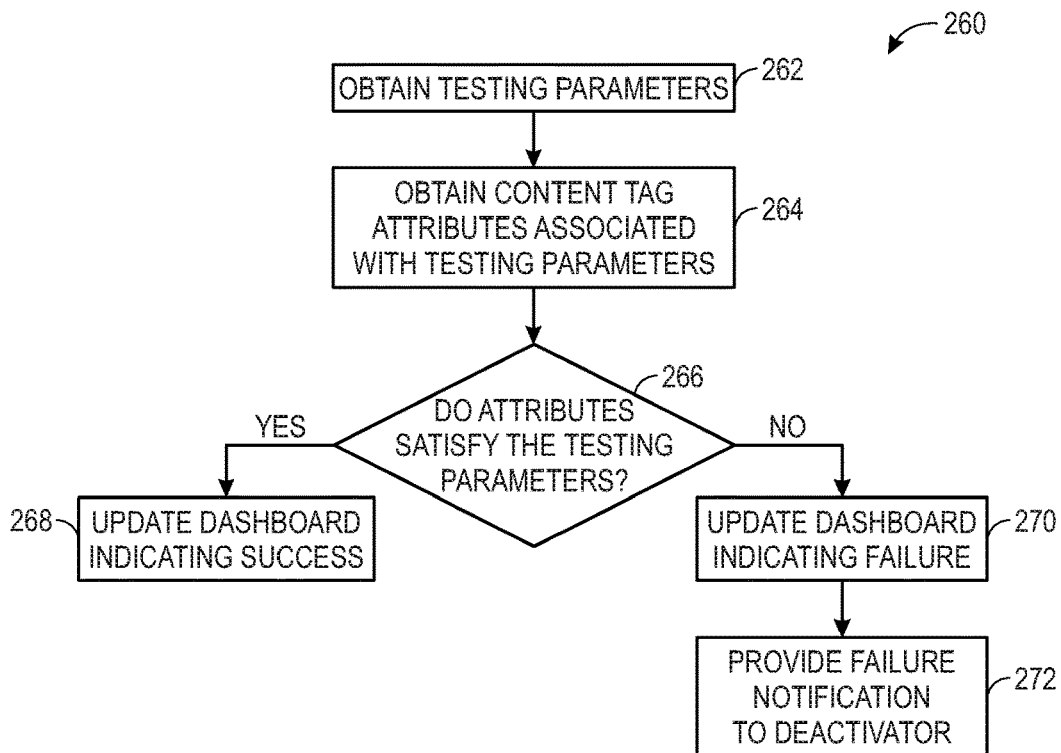 260
OBTAIN TESTING PARAMETERS
262
OBTAIN CONTENT TAG
ATTRIBUTES ASSOCIATED
WITH TESTING PARAMETERS
264
266
DO ATTRIBUTES
SATISFY THE TESTING
PARAMETERS?
YES
NO
268
UPDATE DASHBOARD
INDICATING SUCCESS
UPDATE DASHBOARD
INDICATING FAILURE
270
PROVIDE FAILURE
NOTIFICATION
TO DEACTIVATOR
272